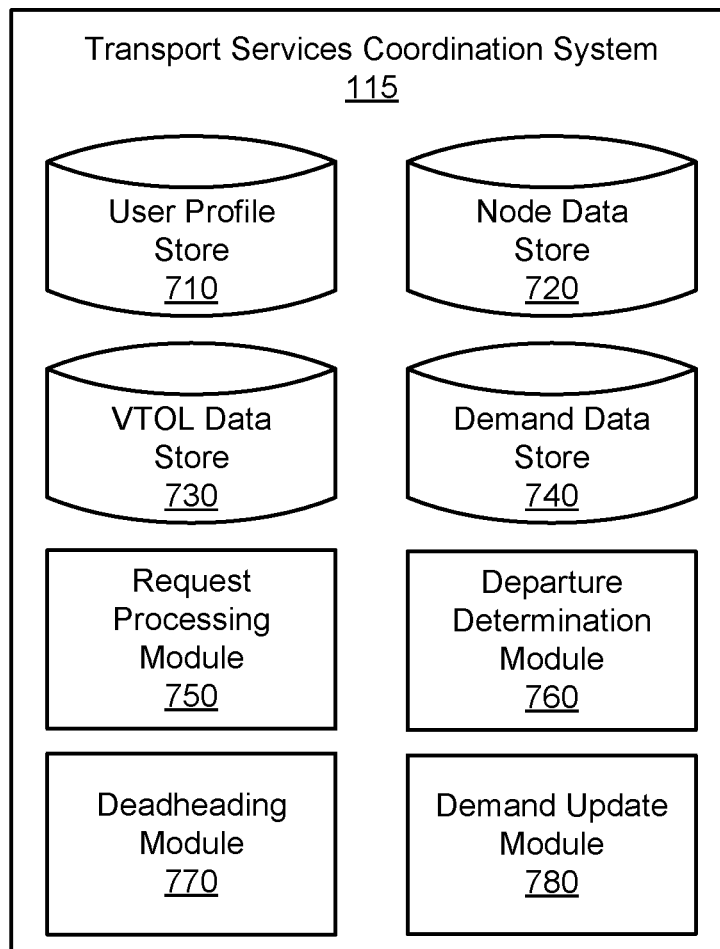 Transport Services Coordination System
115
User Profile
Store
710
Node Data
Store
720
VTOL Data
Store
730
Demand Data
Store
740
Request
Processing
Module
750
Departure
Determination
Module
760
Deadheading
Module
770
Demand Update
Module
780